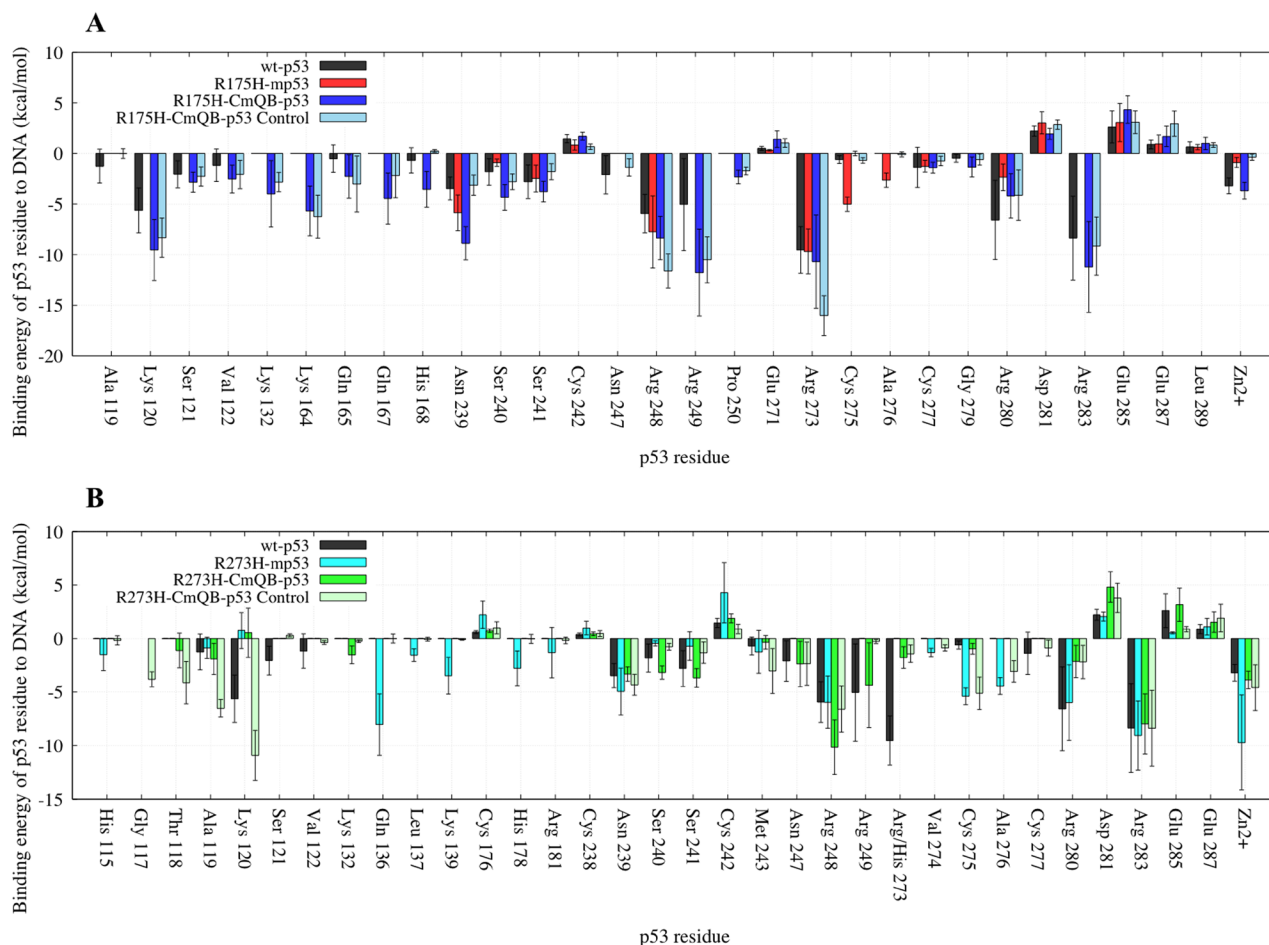 A
Binding energy of p53 residue to DNA (kcal/mol)
10
5
0
-5
-10
-15
-20
wt-p53
R175H-mp53
R175H-CmQB-p53
R175H-CmQB-p53 Control
Ala 119
Lys 120
Ser 121
Val 122
Lys 132
Lys 164
Gln 165
Gln 167
His 168
Asn 239
Ser 240
Ser 241
Cys 242
Asn 247
Arg 248
Arg 249
Pro 250
Glu 271
Arg 273
Cys 275
Ala 276
Cys 277
Gly 279
Arg 280
Asp 281
Arg 283
Glu 285
Glu 287
Leu 289
Zn2+
p53 residue
B
Binding energy of p53 residue to DNA (kcal/mol)
10
5
0
-5
-10
-15
wt-p53
R273H-mp53
R273H-CmQB-p53
R273H-CmQB-p53 Control
His 115
Gly 117
Thr 118
Ala 119
Lys 120
Ser 121
Val 122
Lys 132
Gln 136
Leu 137
Lys 139
Cys 176
His 178
Arg 181
Cys 238
Asn 239
Ser 240
Ser 241
Cys 242
Met 243
Asn 247
Arg 248
Arg 249
Arg/His 273
Val 274
Cys 275
Ala 276
Cys 277
Arg 280
Asp 281
Arg 283
Glu 285
Glu 287
Zn2+
p53 residue